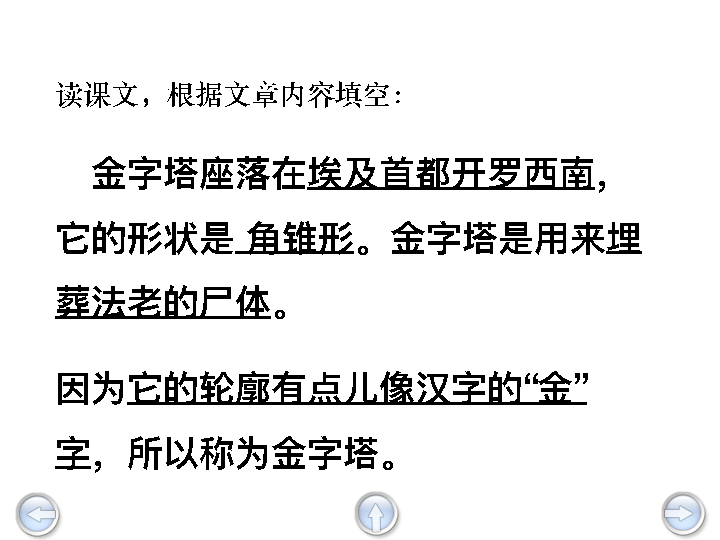 读课文，根据文章内容填空：
金字塔座落在埃及首都开罗西南，
它的形状是 角锥形。金字塔是用来埋
葬法老的尸体。
因为它的轮廓有点儿像汉字的“金”
字，所以称为金字塔。